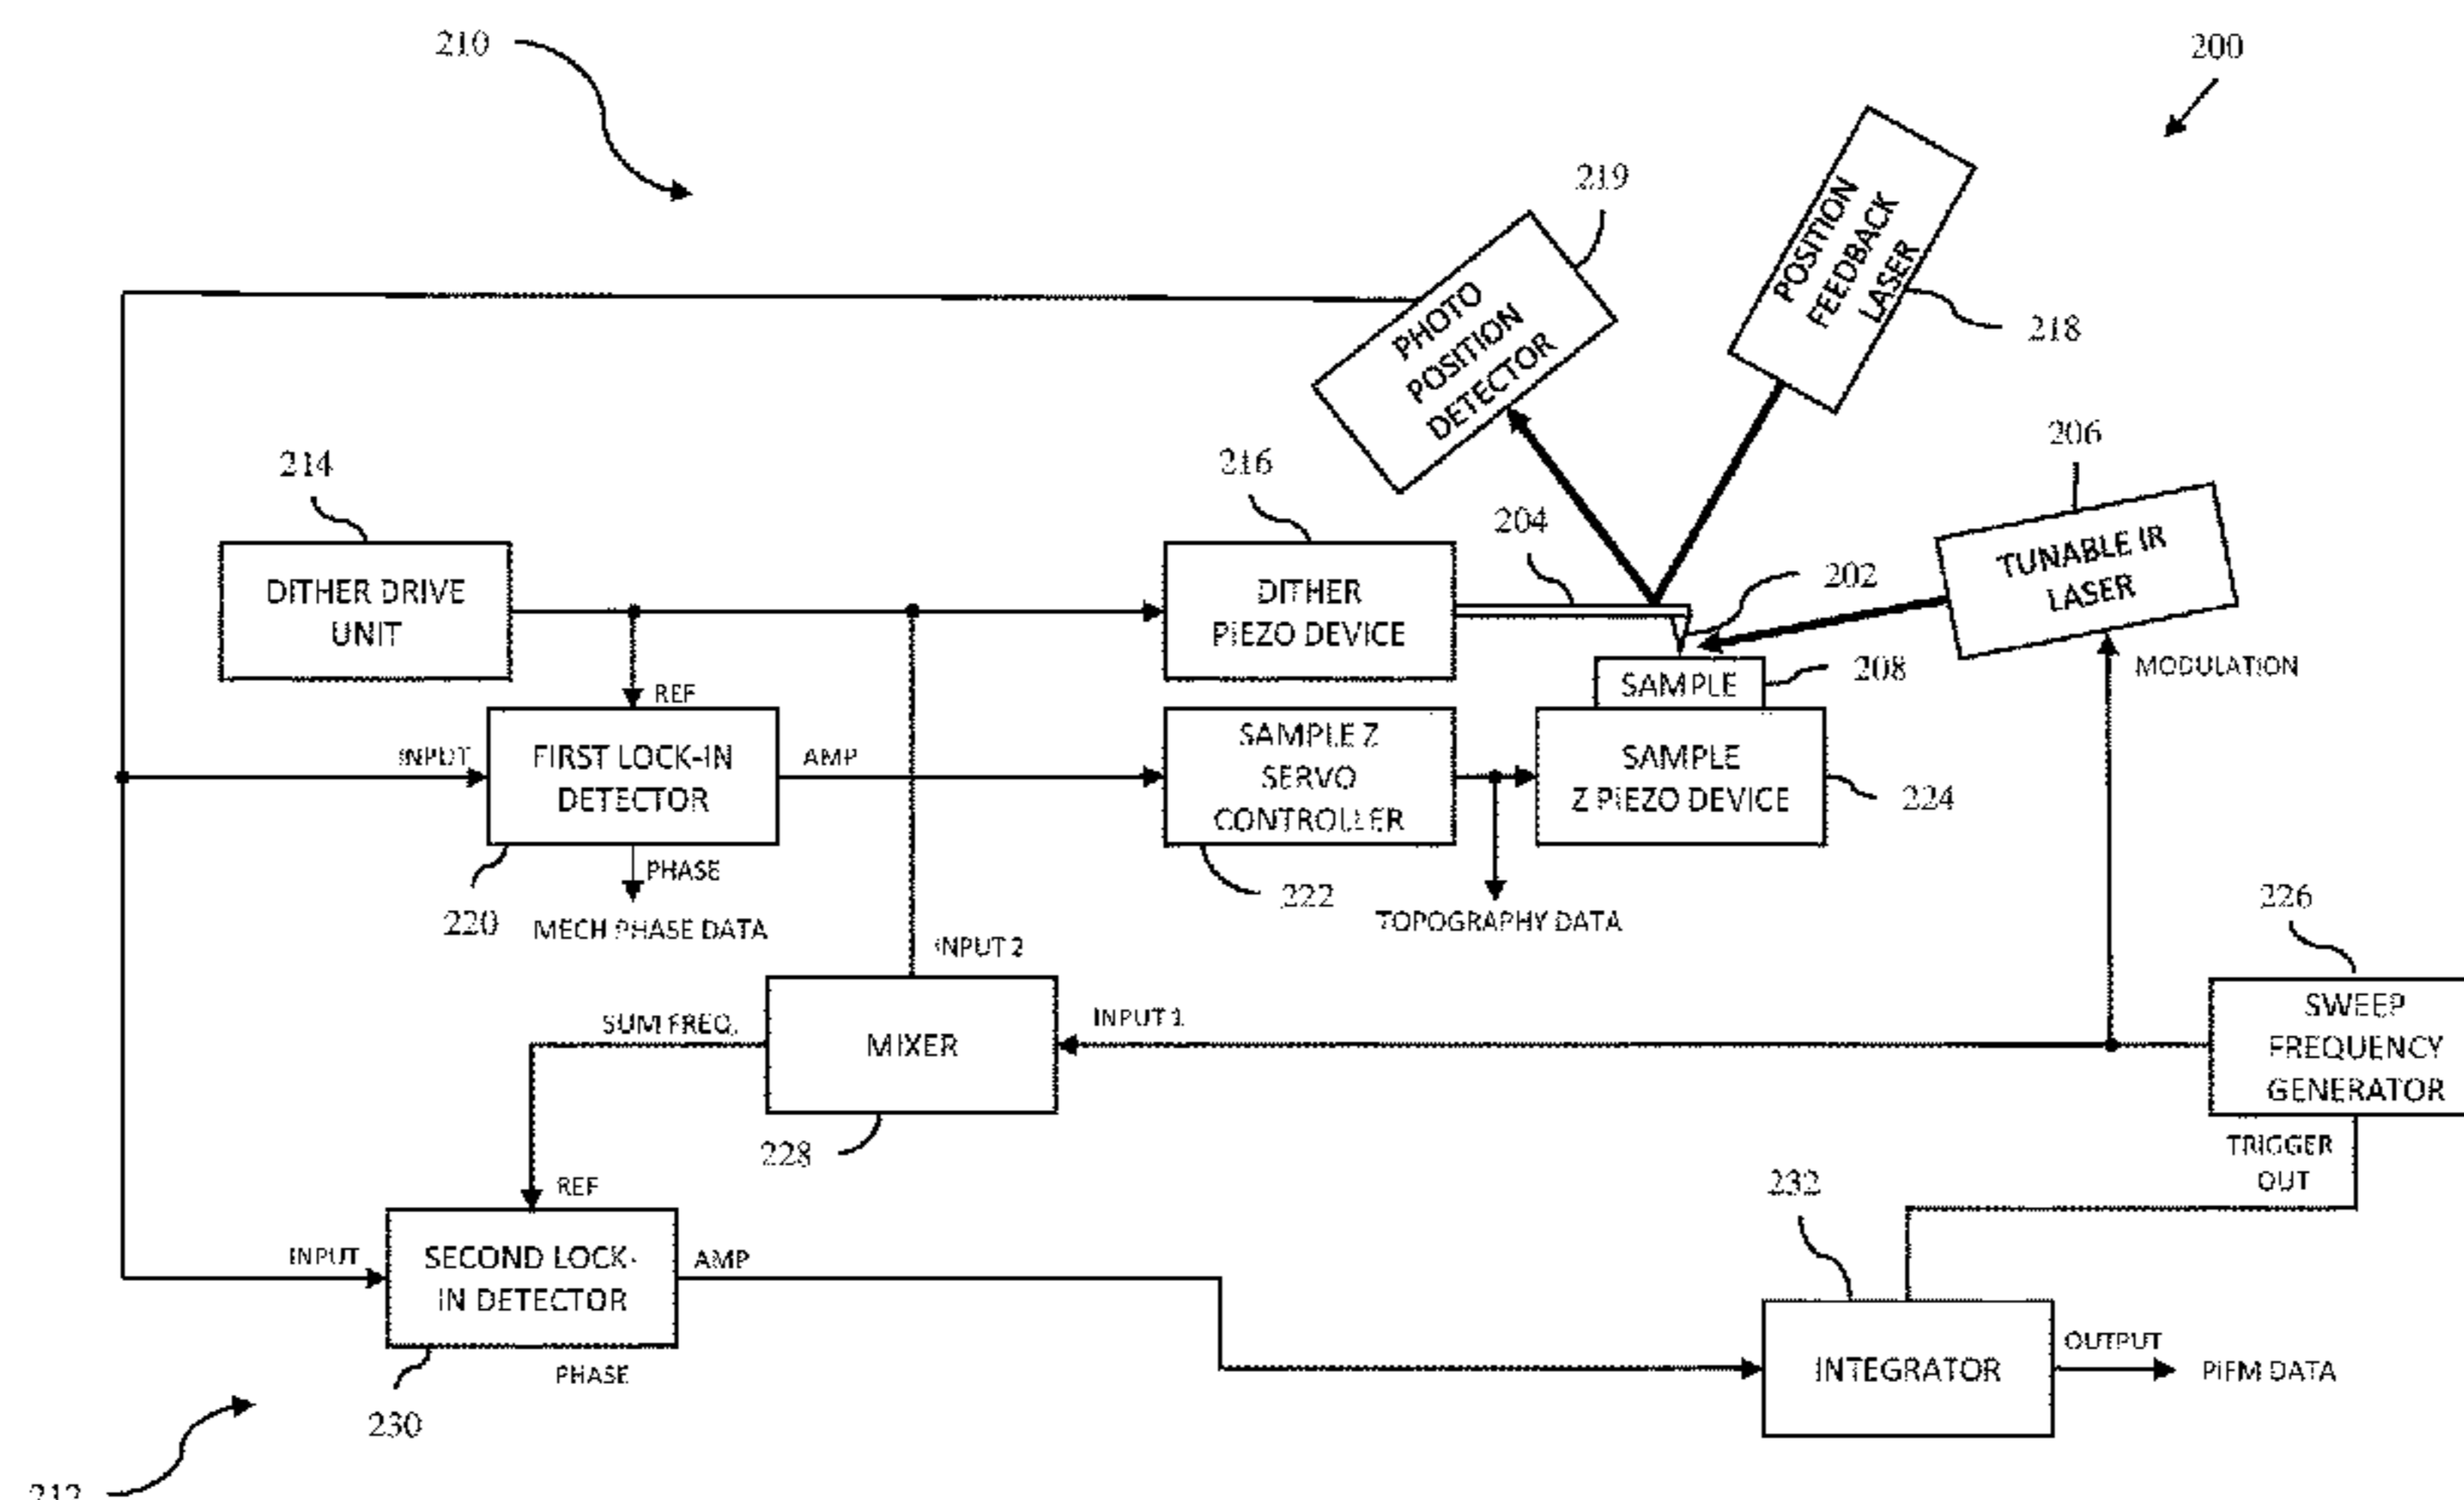 210
200
219
POSITION
FEEDBACK
LASER
218
PHOTO
POSITION
DETECTOR
206
214
216
204
TUNABLE IR
LASER
202
DITHER DRIVE
UNIT
DITHER
PIEZO DEVICE
MODULATION
208
SAMPLE
REF
INPUT
FIRST LOCK-IN
DETECTOR
AMP
SAMPLE Z
SERVO
CONTROLLER
SAMPLE
Z PIEZO DEVICE
224
PHASE
220
MECH PHASE DATA
222
TOPOGRAPHY DATA
226
INPUT 2
SUM FREQ.
MIXER
INPUT 1
SWEEP
FREQUENCY
GENERATOR
228
TRIGGER
OUT
REF
232
INPUT
SECOND LOCK-
IN DETECTOR
AMP
PHASE
230
INTEGRATOR
OUTPUT
PiFM DATA
212